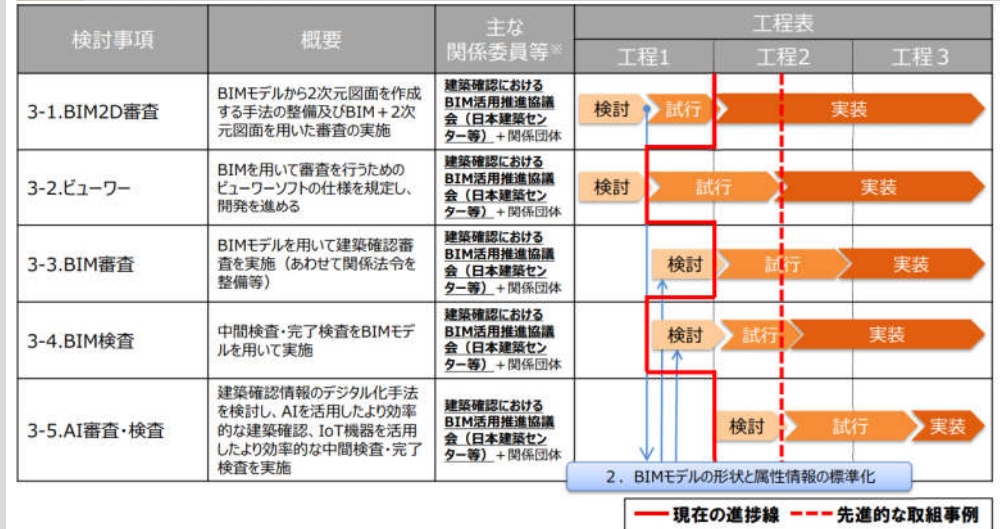 検討事項
概要
主な
関係委員等※
工程表
工程1
工程2
工程3
3-1.BIM2D審査
BIMモデルから2次元図面を作成
する手法の整備及びBIM+2次
元図面を用いた審査の実施
建築確認における
BIM活用推進協議
会（日本建築セン
ター等）+関係団体
検討
試行
実装
3-2.ビューワー
BIMを用いて審査を行うための
ビューワーソフトの仕様を規定し、
開発を進める
建築確認における
BIM活用推進協議
会（日本建築セン
ター等）+関係団体
検討
試行
実装
3-3.BIM審査
BIMモデルを用いて建築確認審
査を実施（あわせて関係法令を
整備等）
建築確認における
BIM活用推進協議
会（日本建築セン
ター等）+関係団体
検討
試行
実装
3-4.BIM検査
中間検査・完了検査をBIMモデ
ルを用いて実施
建築確認における
BIM活用推進協議
会（日本建築セン
ター等）+関係団体
検討
試行
実装
3-5.AI審査・検査
建築確認情報のデジタル化手法
を検討し、AIを活用したより効率
的な建築確認、IoT機器を活用
したより効率的な中間検査・完了
検査を実施
建築確認における
BIM活用推進協議
会（日本建築セン
ター等）+関係団体
検討
試行
実装
2．BIMモデルの形状と属性情報の標準化
現在の進捗線
先進的な取組事例